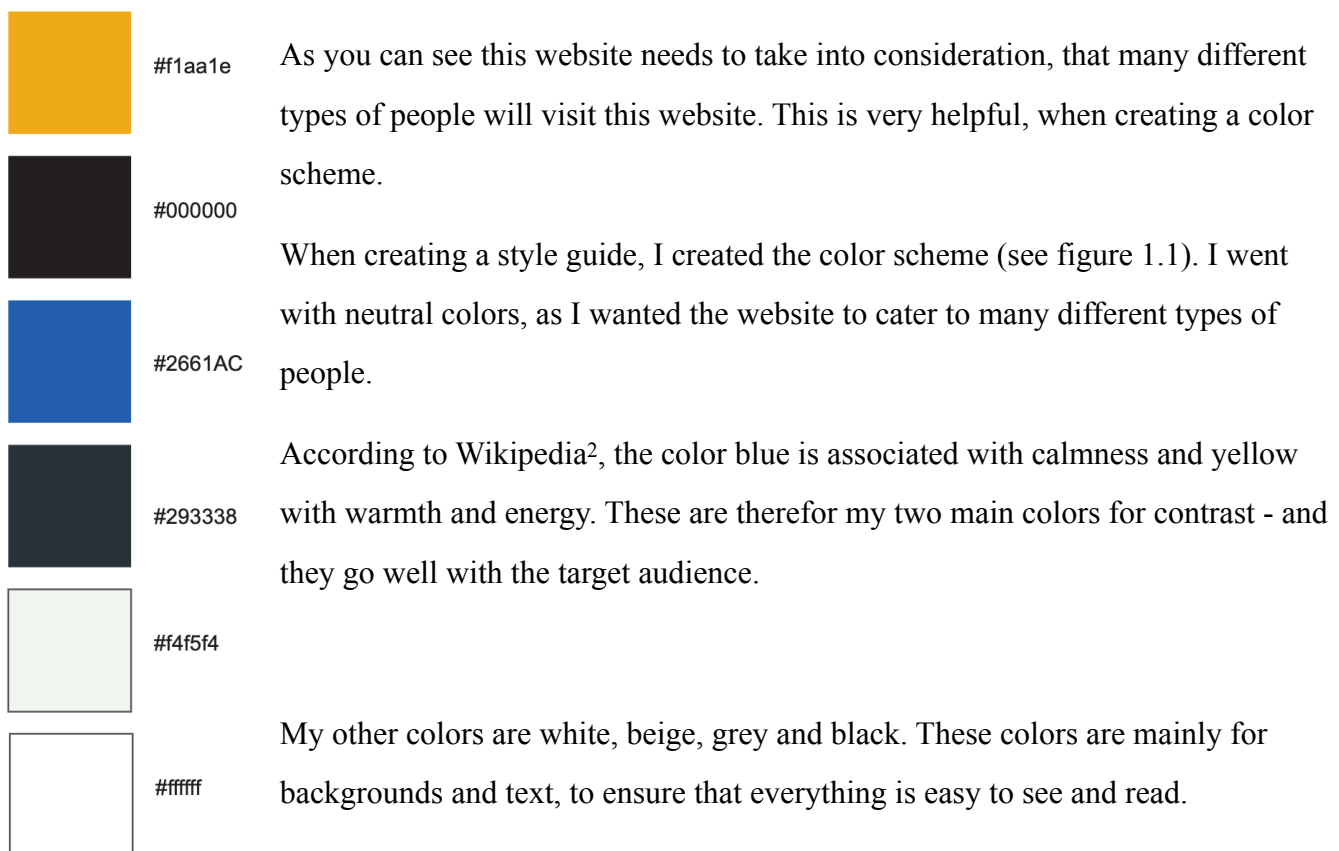 #f1aa1e
#000000
#2661AC
#293338
#f4f5f4
#ffffff
As you can see this website needs to take into consideration, that many different
types of people will visit this website. This is very helpful, when creating a color
scheme.
When creating a style guide, I created the color scheme (see figure 1.1). I went
with neutral colors, as I wanted the website to cater to many different types of
people.
According to Wikipedia², the color blue is associated with calmness and yellow
with warmth and energy. These are therefor my two main colors for contrast - and
they go well with the target audience.
My other colors are white, beige, grey and black. These colors are mainly for
backgrounds and text, to ensure that everything is easy to see and read.